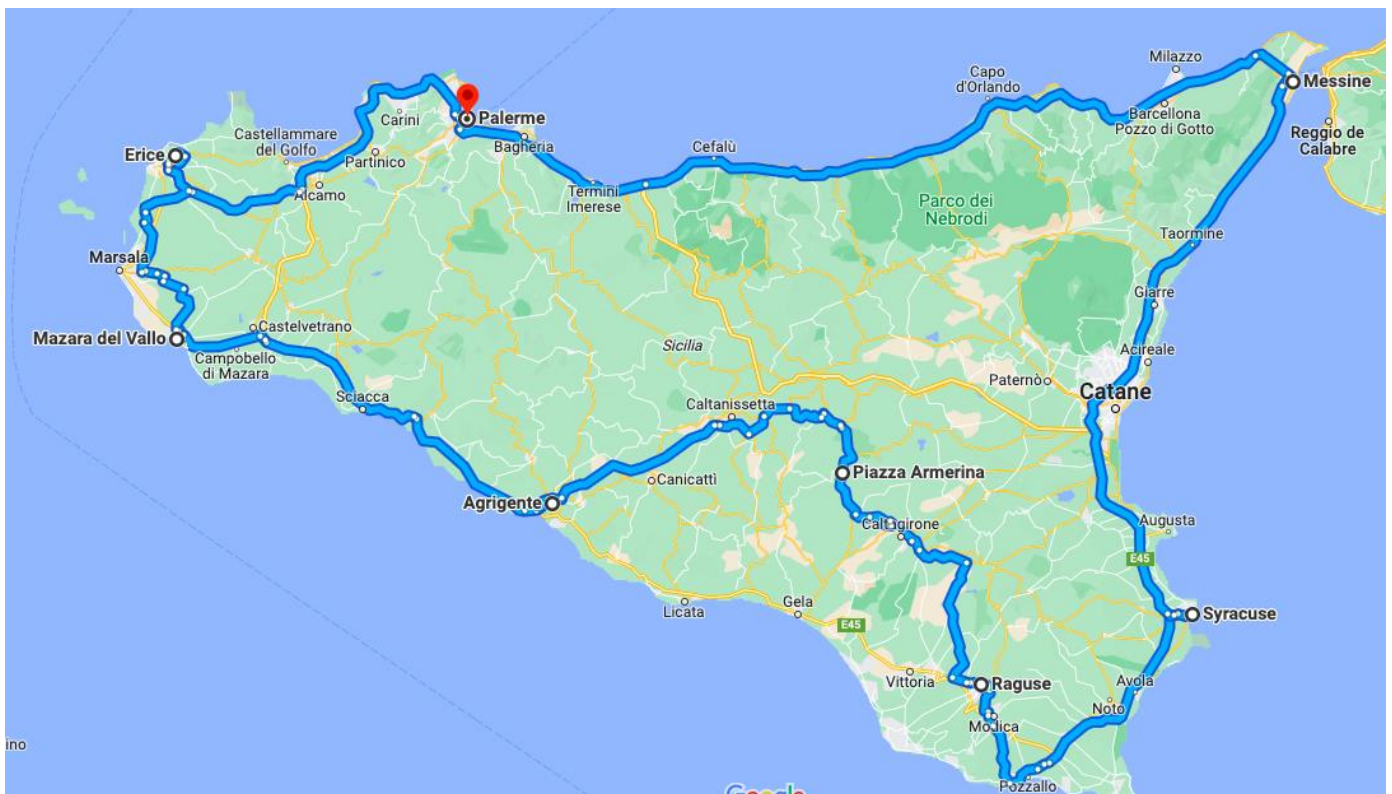 Milazzo
Messine
Capo
d'Orlando
Barcellona
Pozzo di Gotto
Reggio de
Calabre
Palerme
Carini
Castellammare
del Golfo
Erice
Partinico
Bagheria
Cefalù
Alcamo
Termini
Imerese
Parco dei
Nebrodi
Taormine
Marsala
Giarre
Castelvetrano
Mazara del Vallo
Sicilia
Acireale
Campobello
di Mazara
Paternò
Catane
Sciacca
Caltanissetta
Piazza Armerina
Canicattì
Agrigente
Augusta
Caltagirone
E45
Licata
Gela
E45
Syracuse
Vittoria
Raguse
Avola
Noto
Modica
ino
Pozzallo
Google